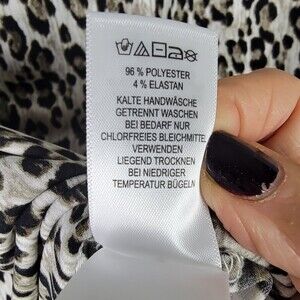 96 % POLYESTER
4 % ELASTAN
KALTE HANDWÄSCHE
GETRENNT WASCHEN
BEI BEDARF NUR
CHLORFREIES BLEICHMITTEL
VERWENDEN
LIEGEND TROCKNEN
BEI NIEDRIGER
TEMPERATUR BÜGELN